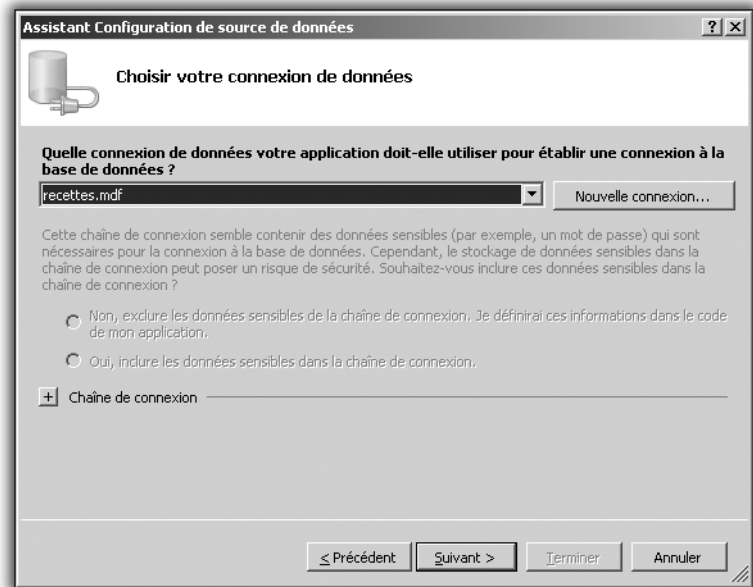 Assistant Configuration de source de données
Choisir votre connexion de données
Quelle connexion de données votre application doit-elle utiliser pour établir une connexion à la
base de données ?
recettes.mdf
Nouvelle connexion...
Cette chaîne de connexion semble contenir des données sensibles (par exemple, un mot de passe) qui sont
nécessaires pour la connexion à la base de données. Cependant, le stockage de données sensibles dans la
chaîne de connexion peut poser un risque de sécurité. Souhaitez-vous inclure ces données sensibles dans la
chaîne de connexion ?
Non, exclure les données sensibles de la chaîne de connexion. Je définirai ces informations dans le code
de mon application.
Oui, inclure les données sensibles dans la chaîne de connexion.
Chaîne de connexion
< Précédent
Suivant >
Terminer
Annuler